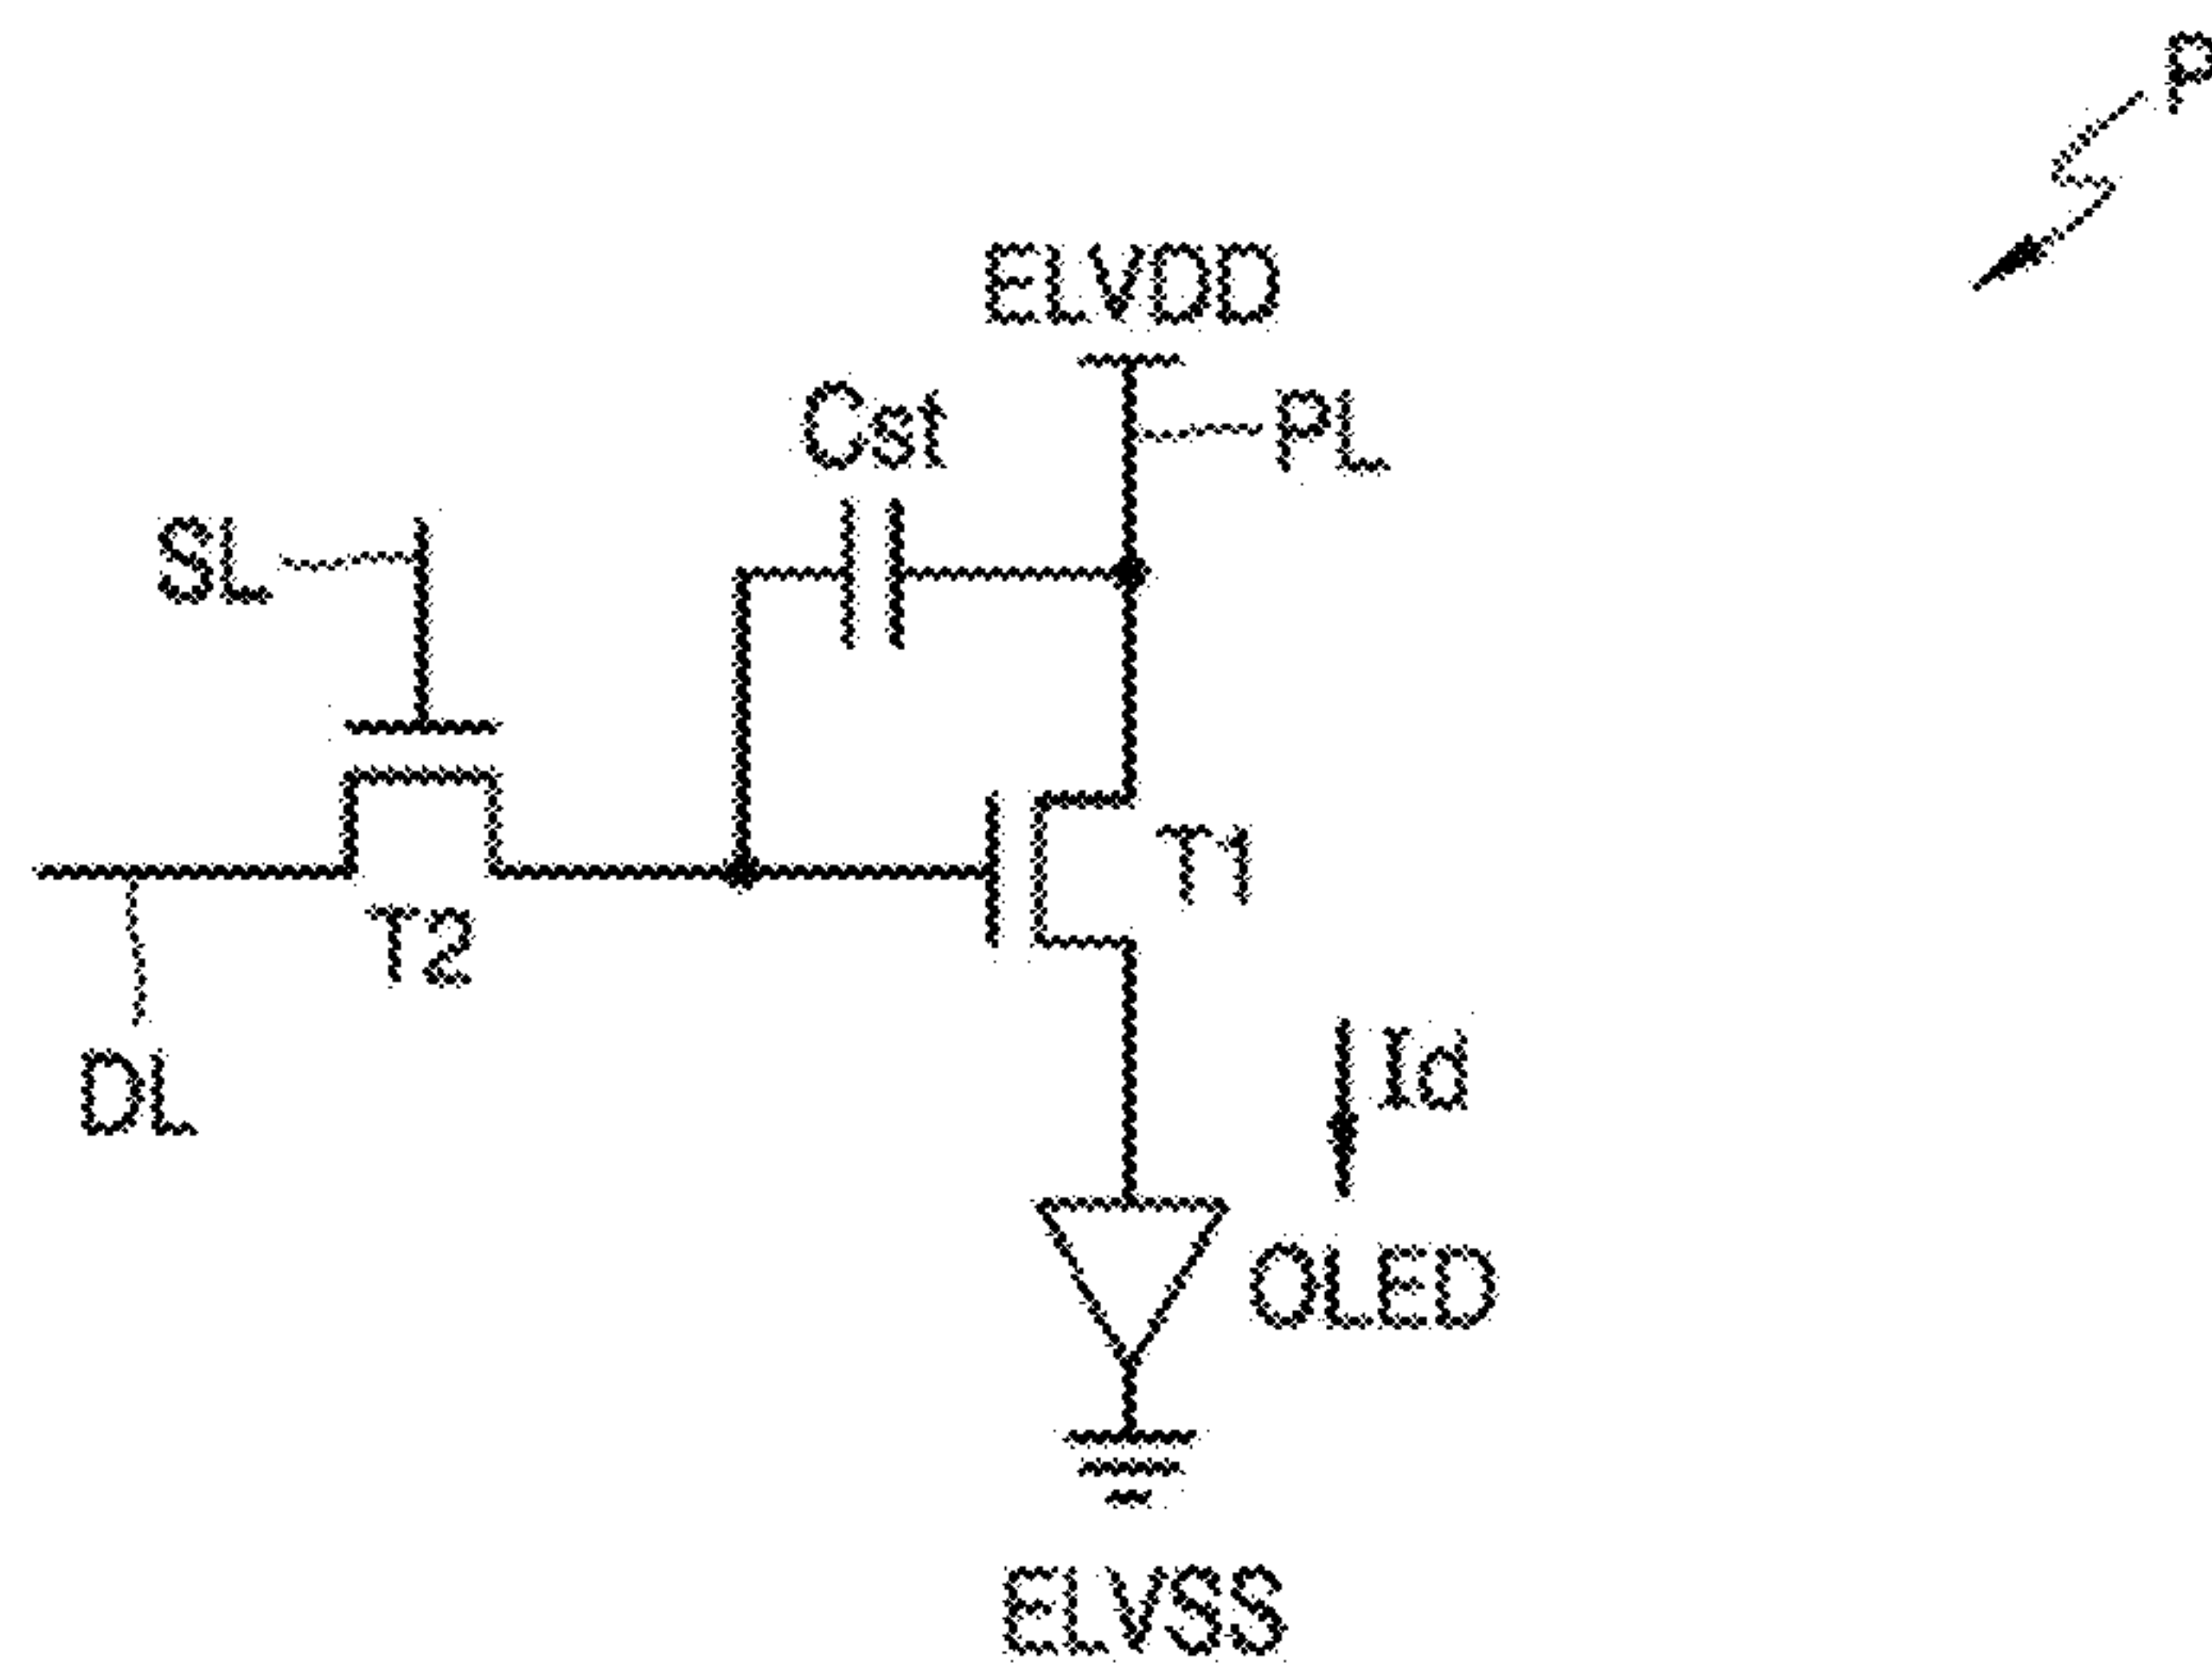 P
ELVDD
Cst
PL
SL
T1
T2
Id
DL
OLED
ELVSS